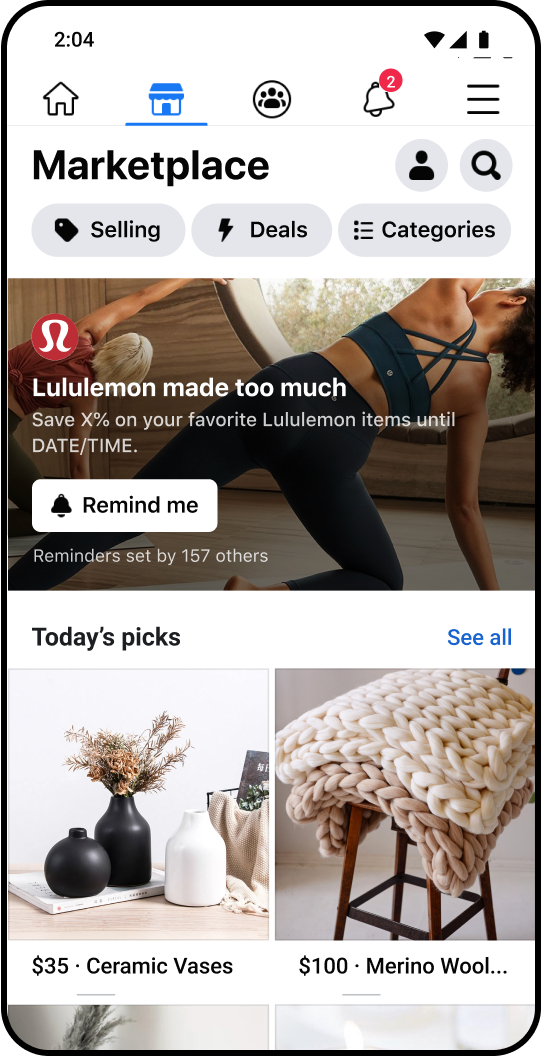 2:04
2
Marketplace
Selling
Deals
Categories
Lululemon made too much
Save X% on your favorite Lululemon items until
DATE/TIME.
Remind me
Reminders set by 157 others
Today’s picks
See all
$35 · Ceramic Vases
$100 · Merino Wool...